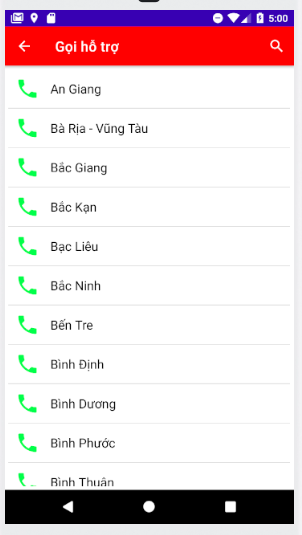 5:00
Gọi hỗ trợ
An Giang
Bà Rịa - Vũng Tàu
Bắc Giang
Bắc Kạn
Bạc Liêu
Bắc Ninh
Bến Tre
Bình Định
Bình Dương
Bình Phước
Bình Thuận